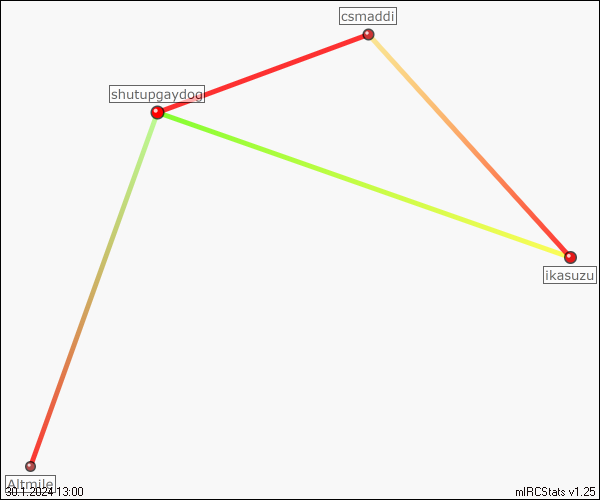 csmaddi
shutupgaydog
ikasuzu
Altmile
30.1.2024 13:00
mIRCStats v1.25